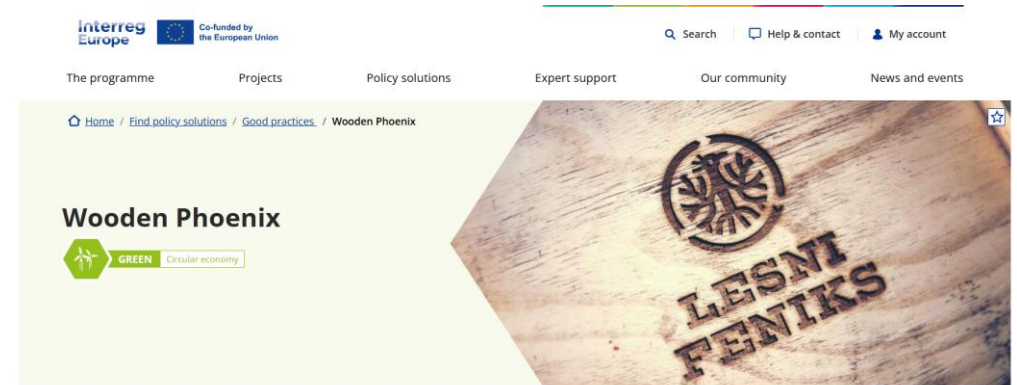 Interreg
Europe
Co-funded by
the European Union
Search
Help & contact
My account
The programme
Projects
Policy solutions
Expert support
Our community
News and events
Home / Find policy solutions / Good practices / Wooden Phoenix
Wooden Phoenix
GREEN
Circular economy
LESNI
FENIKS